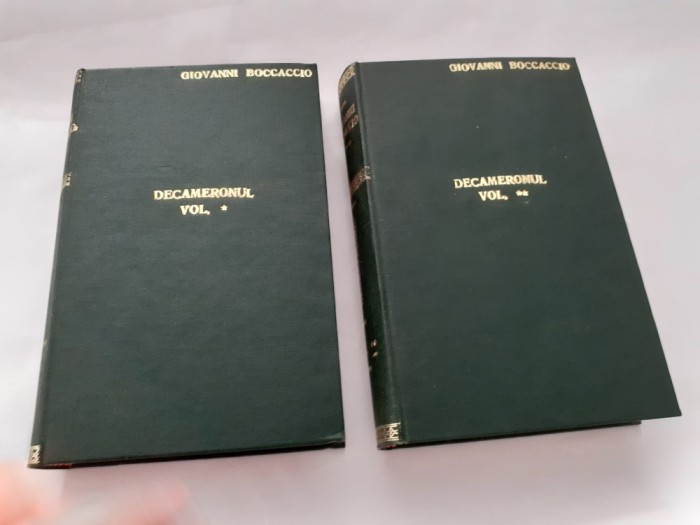 GIOVANNI BOCCACCIO
DECAMERONUL
VOL. *
GIOVANNI BOCCACCIO
DECAMERONUL
VOL. **